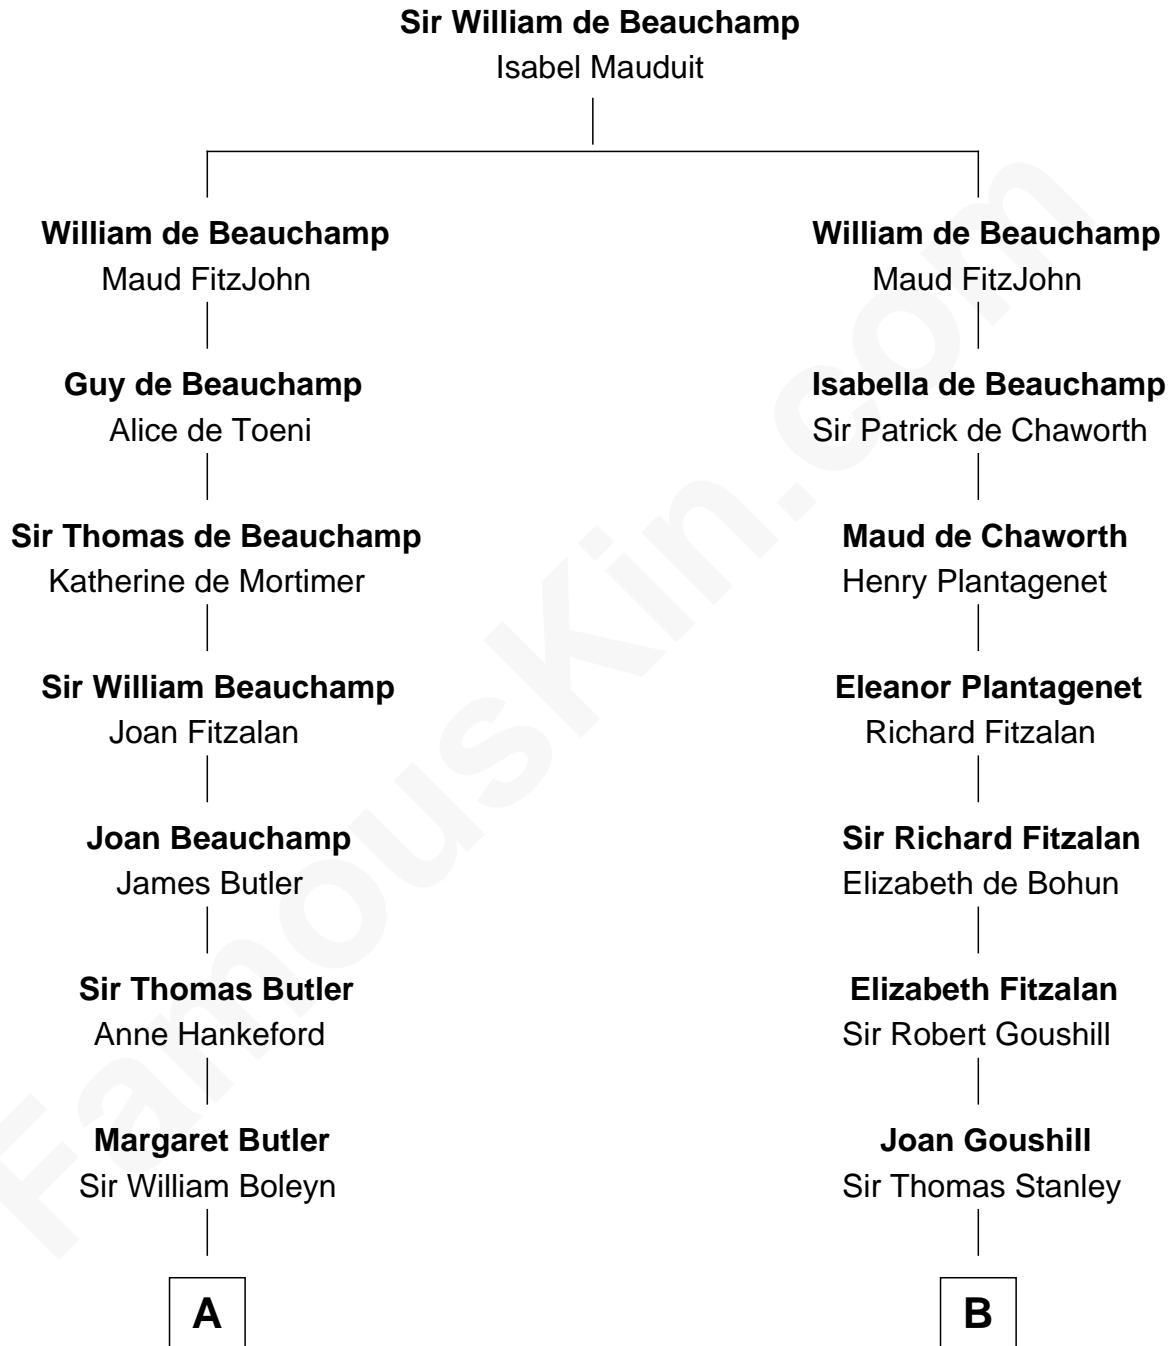 Sir William de Beauchamp
Isabel Mauduit
William de Beauchamp
Maud FitzJohn
Guy de Beauchamp
Alice de Toeni
Sir Thomas de Beauchamp
Katherine de Mortimer
Sir William Beauchamp
Joan Fitzalan
Joan Beauchamp
James Butler
Sir Thomas Butler
Anne Hankeford
Margaret Butler
Sir William Boleyn
A
William de Beauchamp
Maud FitzJohn
Isabella de Beauchamp
Sir Patrick de Chaworth
Maud de Chaworth
Henry Plantagenet
Eleanor Plantagenet
Richard Fitzalan
Sir Richard Fitzalan
Elizabeth de Bohun
Elizabeth Fitzalan
Sir Robert Goushill
Joan Goushill
Sir Thomas Stanley
B
FamousKin.com